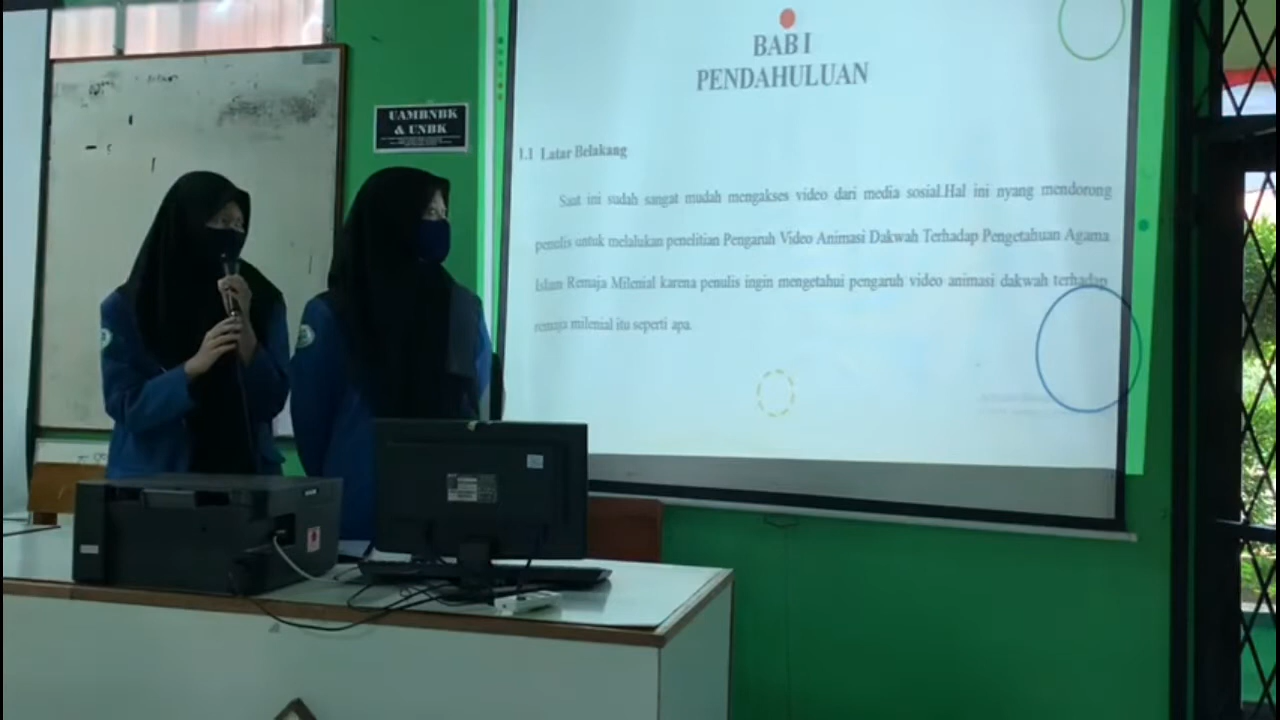 UAMBNBK
& UNBK
BAB I
PENDAHULUAN
1.1 Latar Belakang
Saat ini sudah sangat mudah mengakses video dari media sosial.Hal ini nyang mendorong
penulis untuk melalukan penelitian Pengaruh Video Animasi Dakwah Terhadap Pengetahuan Agama
Islam Remaja Milenial karena penulis ingin mengetahui pengaruh video animasi dakwah terhadap
remaja milenial itu seperti apa.